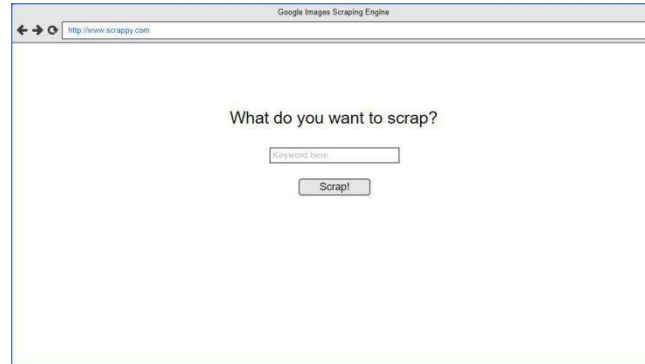 Google Images Scraping Engine
http://www.scrappy.com
What do you want to scrap?
Keyword here
Scrap!